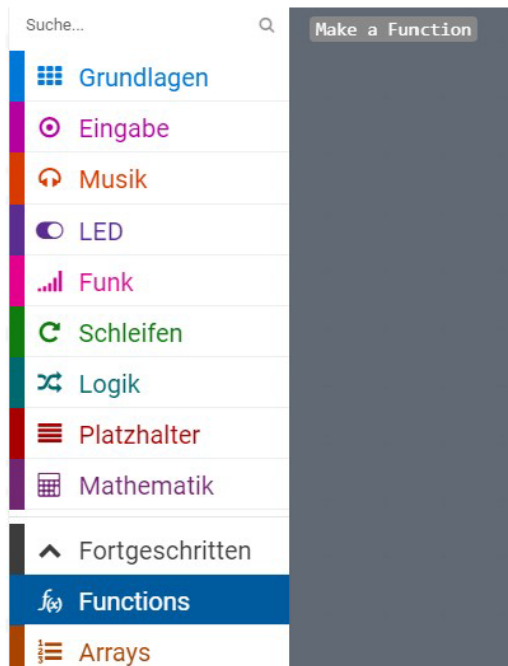 Suche...
Make a Function
Grundlagen
Eingabe
Musik
LED
Funk
Schleifen
Logik
Platzhalter
Mathematik
Fortgeschritten
f(x) Functions
Arrays